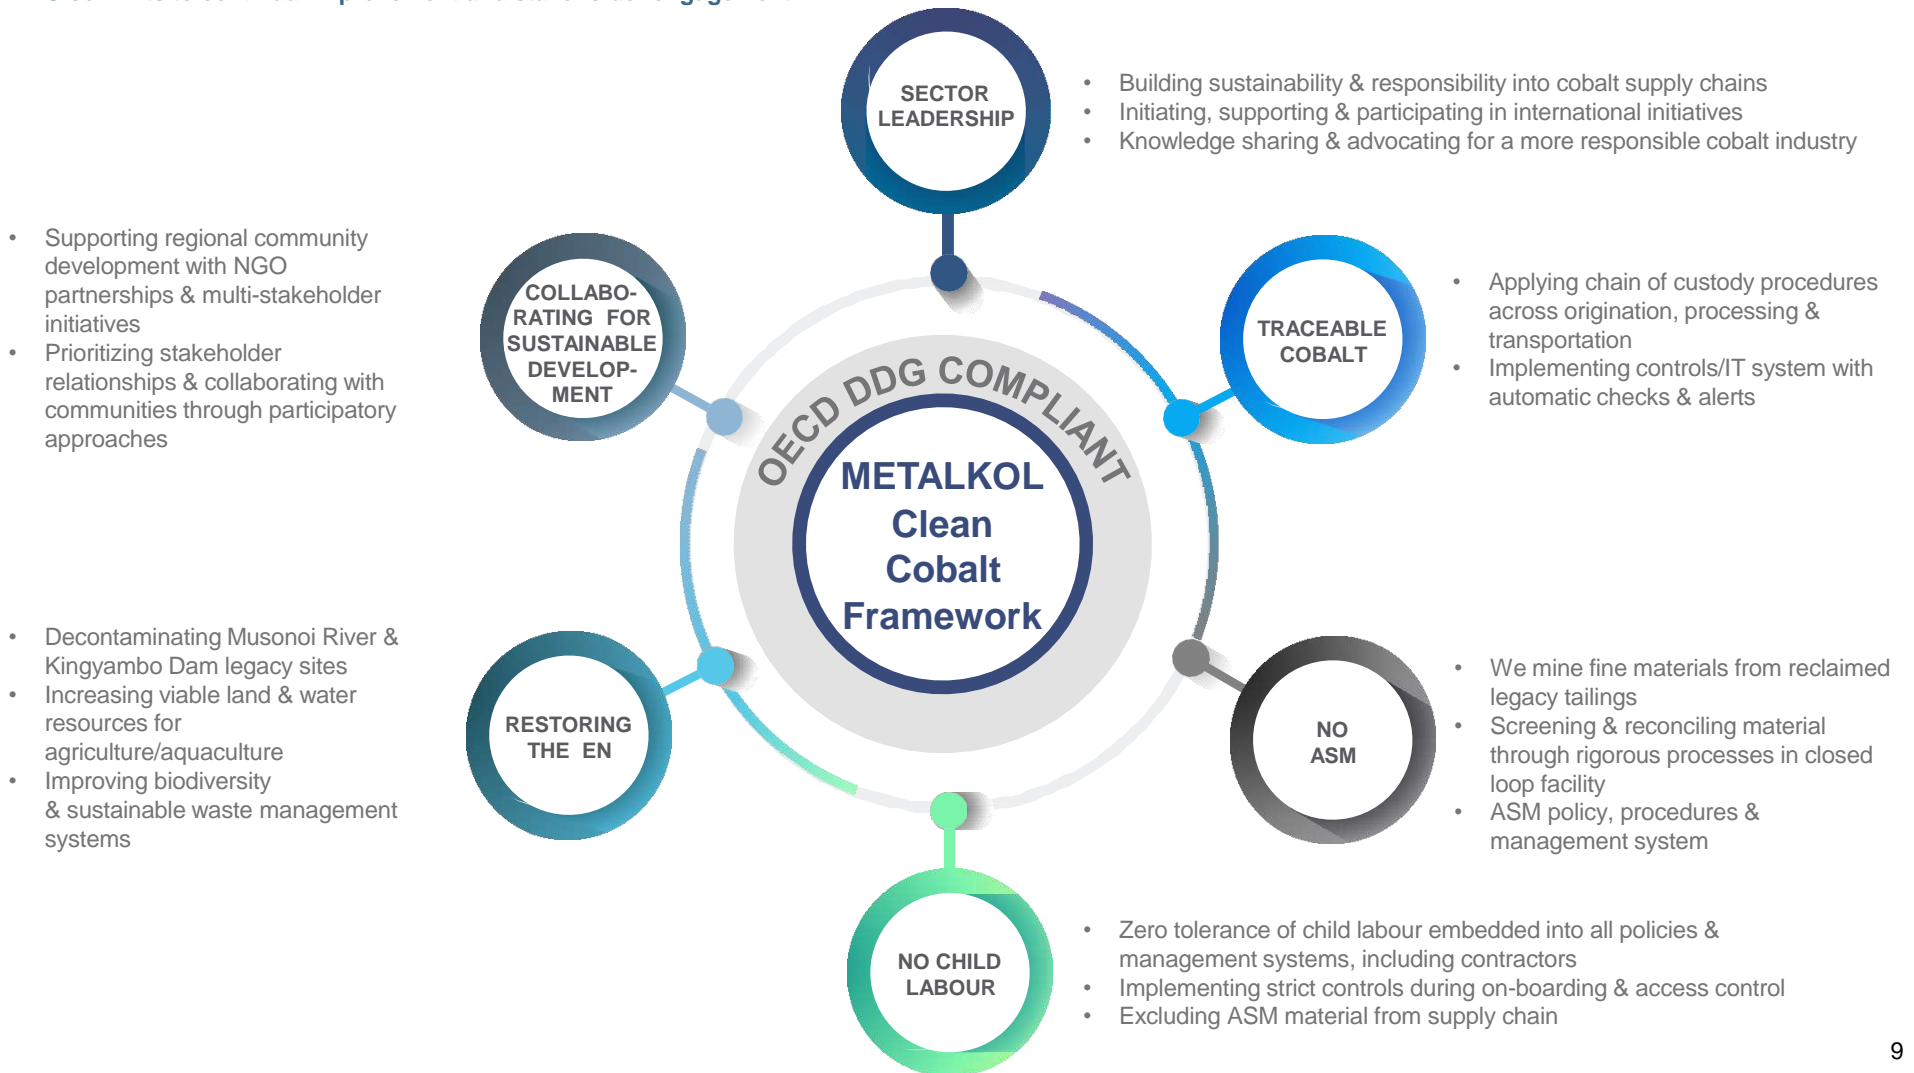 SECTOR
LEADERSHIP
• Building sustainability & responsibility into cobalt supply chains
• Initiating, supporting & participating in international initiatives
• Knowledge sharing & advocating for a more responsible cobalt industry
• Supporting regional community
development with NGO
partnerships & multi-stakeholder
initiatives
• Prioritizing stakeholder
relationships & collaborating with
communities through participatory
approaches
COLLABO-
RATING FOR
SUSTAINABLE
DEVELOP-
MENT
TRACEABLE
COBALT
• Applying chain of custody procedures
across origination, processing &
transportation
• Implementing controls/IT system with
automatic checks & alerts
OECD DDG COMPLIANT
METALKOL
Clean
Cobalt
Framework
• Decontaminating Musonoi River &
Kingyambo Dam legacy sites
• Increasing viable land & water
resources for
agriculture/aquaculture
• Improving biodiversity
& sustainable waste management
systems
RESTORING
THE EN
NO
ASM
• We mine fine materials from reclaimed
legacy tailings
• Screening & reconciling material
through rigorous processes in closed
loop facility
• ASM policy, procedures &
management system
NO CHILD
LABOUR
• Zero tolerance of child labour embedded into all policies &
management systems, including contractors
• Implementing strict controls during on-boarding & access control
• Excluding ASM material from supply chain
9